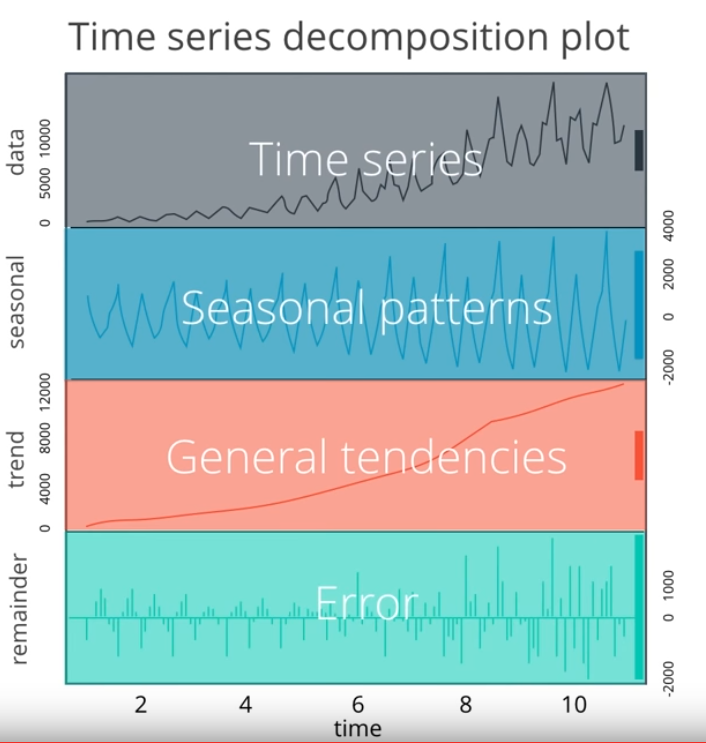 Time series decomposition plot
data
0 5000 10000
Time series
seasonal
-2000 0 2000 4000
Seasonal patterns
trend
0 4000 8000 12000
General tendencies
remainder
-2000 0 1000
Error
2 4 6 8 10
time